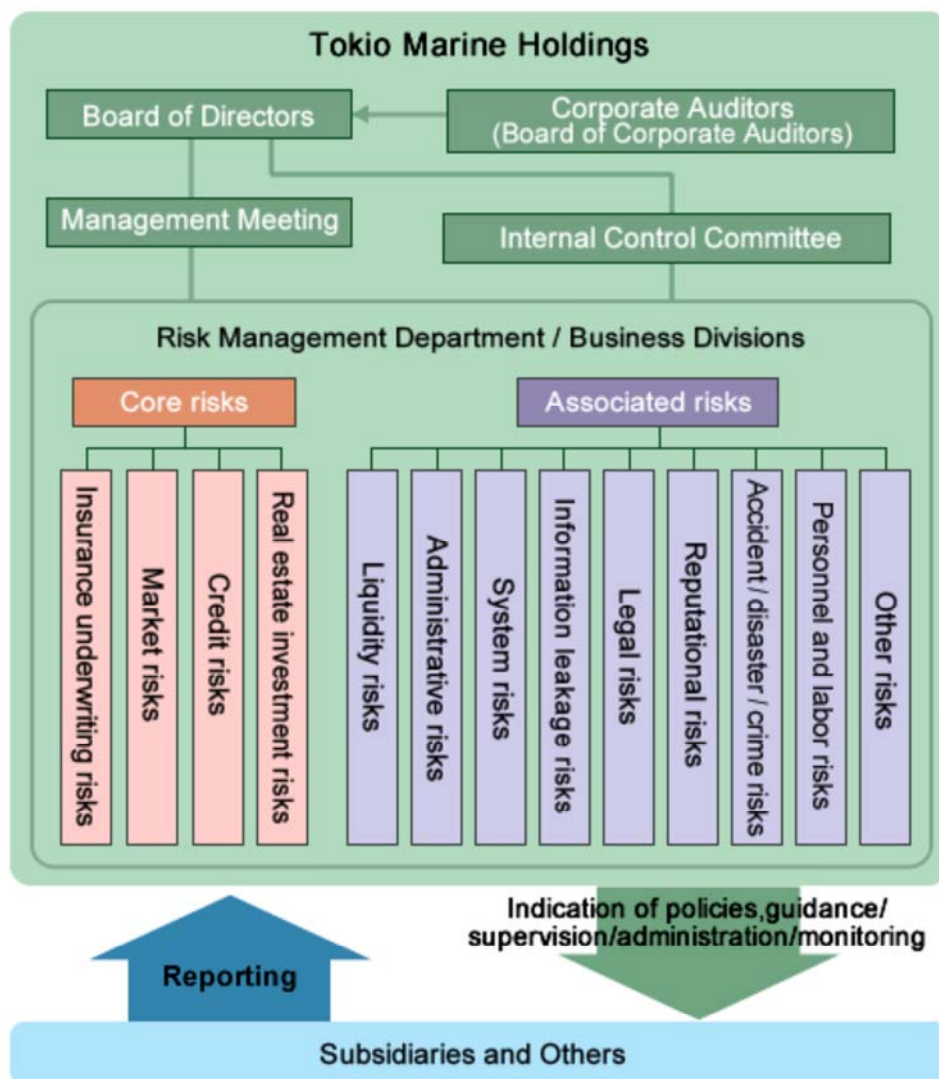 Tokio Marine Holdings
Board of Directors
Corporate Auditors
(Board of Corporate Auditors)
Management Meeting
Internal Control Committee
Risk Management Department / Business Divisions
Core risks
Associated risks
Insurance underwriting risks
Market risks
Credit risks
Real estate investment risks
Liquidity risks
Administrative risks
System risks
Information leakage risks
Legal risks
Reputational risks
Accident / disaster / crime risks
Personnel and labor risks
Other risks
Reporting
Indication of policies,guidance/
supervision/administration/monitoring
Subsidiaries and Others